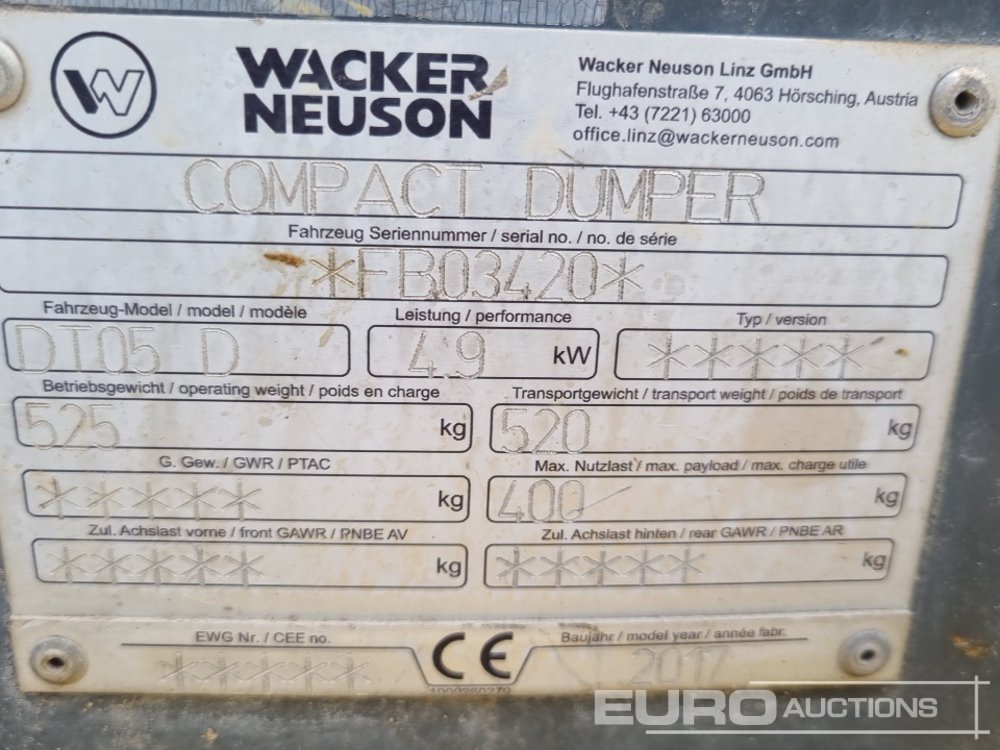 WACKER
NEUSON
Wacker Neuson Linz GmbH
Flughafenstraße 7, 4063 Hörsching, Austria
Tel. +43 (7221) 63000
office.linz@wackerneuson.com
COMPACT DUMPER
Fahrzeug Seriennummer / serial no. / no. de série
*FB03420*
Fahrzeug-Model / model / modèle
Leistung / performance
Typ / version
DT05 D
4.9 kW
*****
Betriebsgewicht / operating weight / poids en charge
Transportgewicht / transport weight / poids de transport
525 kg
520 kg
G. Gew. / GWR / PTAC
Max. Nutzlast / max. payload / max. charge utile
***** kg
400 kg
Zul. Achslast vorne / front GAWR / PNBE AV
Zul. Achslast hinten / rear GAWR / PNBE AR
***** kg
***** kg
EWG Nr. / CEE no.
CE
Baujahr / model year / année fabr.
*****
2017
EURO AUCTIONS